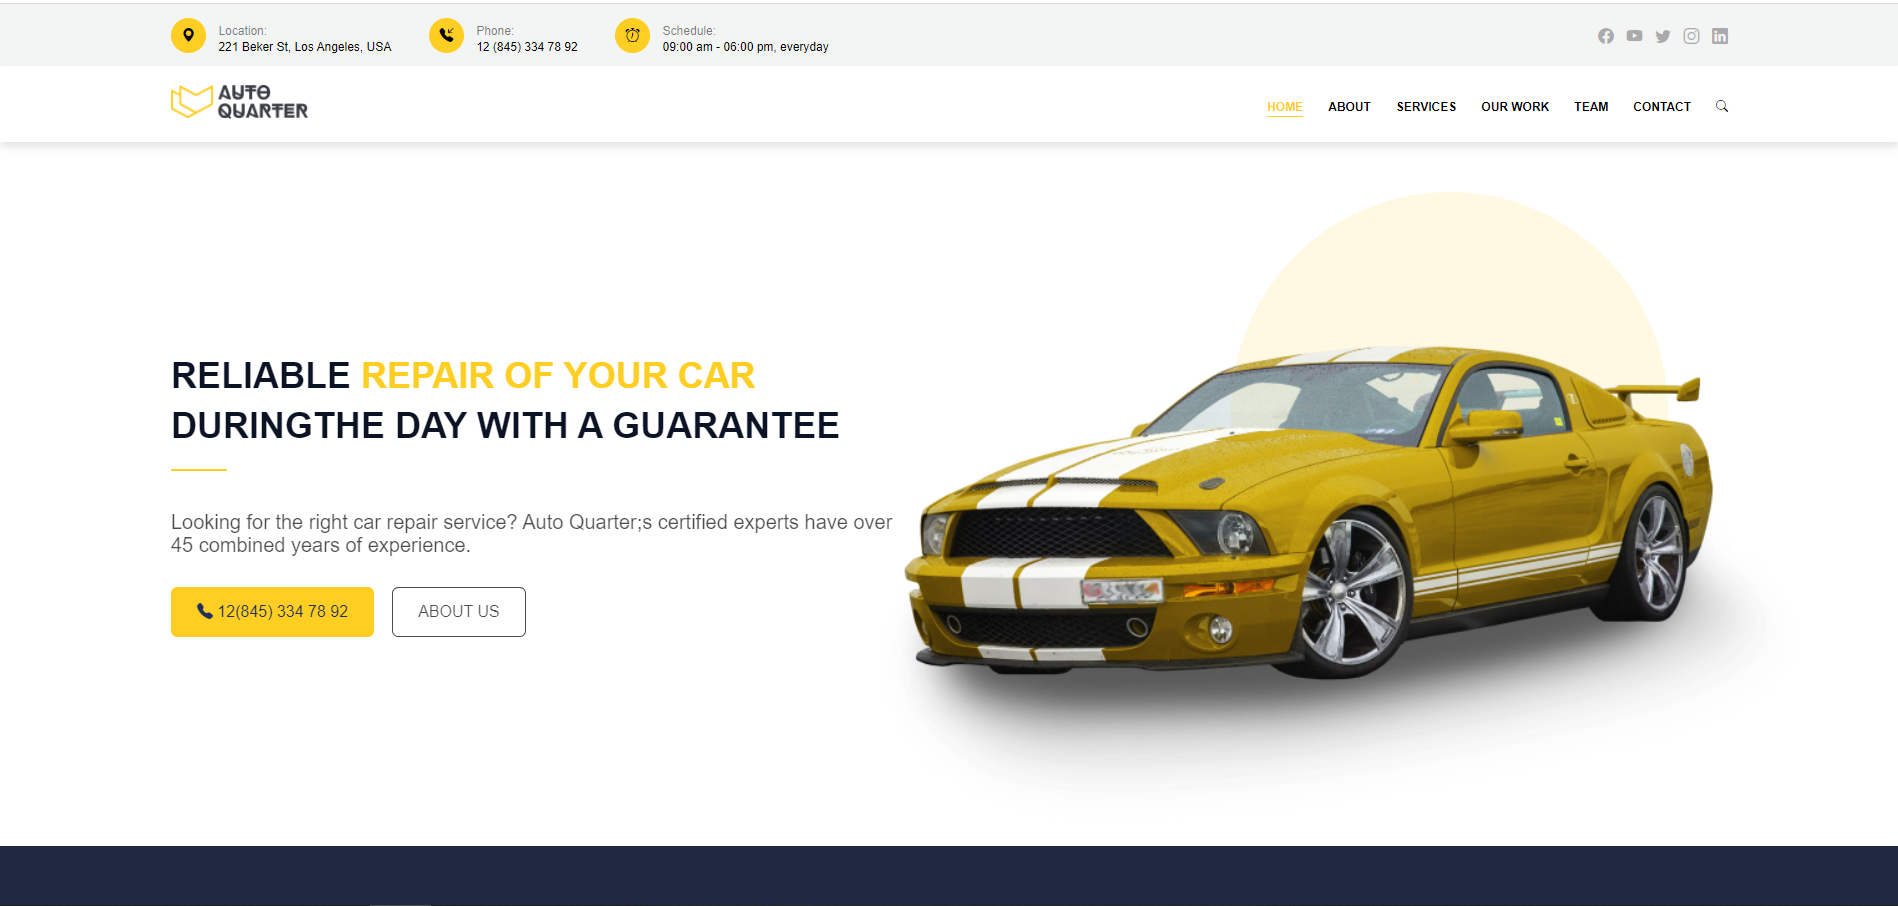 Location:
221 Beker St, Los Angeles, USA
Phone:
12 (845) 334 78 92
Schedule:
09:00 am - 06:00 pm, everyday
AUTO
QUARTER
HOME ABOUT SERVICES OUR WORK TEAM CONTACT
RELIABLE REPAIR OF YOUR CAR
DURINGTHE DAY WITH A GUARANTEE
Looking for the right car repair service? Auto Quarter;s certified experts have over
45 combined years of experience.
12(845) 334 78 92
ABOUT US